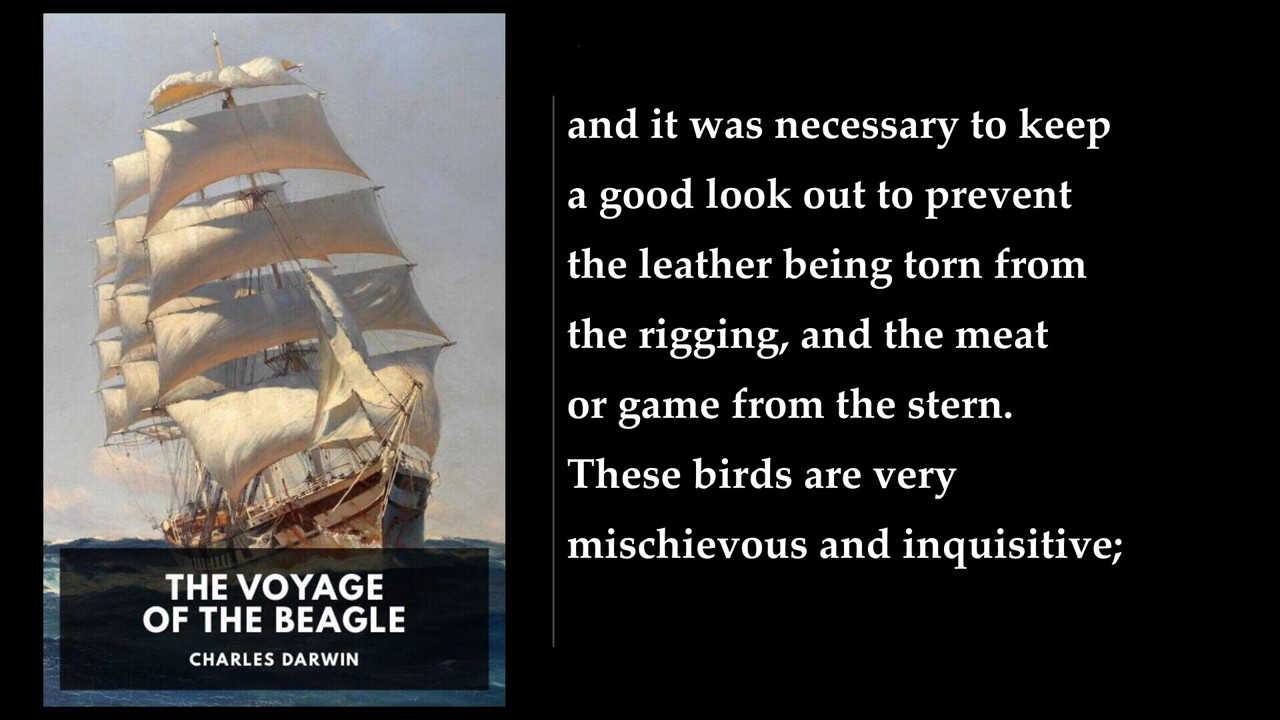 THE VOYAGE
OF THE BEAGLE
CHARLES DARWIN
and it was necessary to keep
a good look out to prevent
the leather being torn from
the rigging, and the meat
or game from the stern.
These birds are very
mischievous and inquisitive;